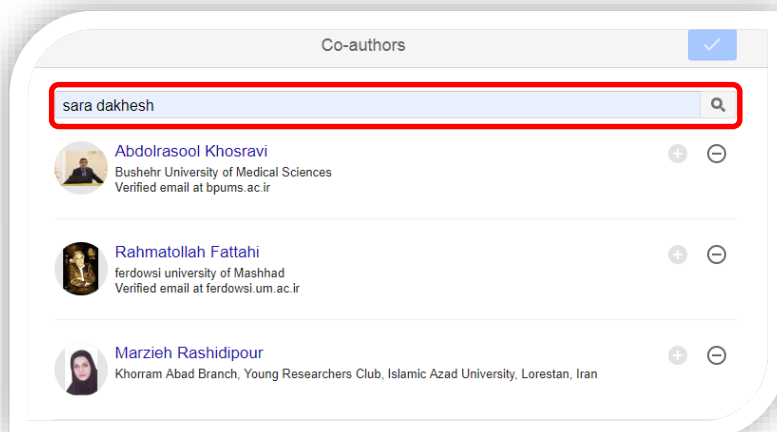 Co-authors
sara dakhesh
Abdolrasool Khosravi
Bushehr University of Medical Sciences
Verified email at bpums.ac.ir
Rahmatollah Fattahi
ferdowsi university of Mashhad
Verified email at ferdowsi.um.ac.ir
Marzieh Rashidipour
Khorram Abad Branch, Young Researchers Club, Islamic Azad University, Lorestan, Iran